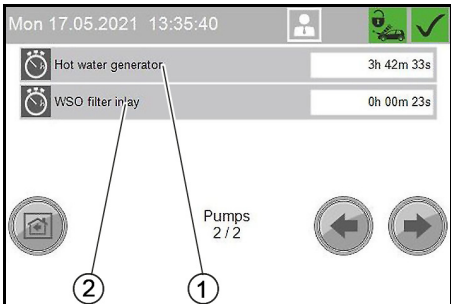 Mon 17.05.2021 13:35:40
Hot water generator 3h 42m 33s
WSO filter inlay 0h 00m 23s
Pumps
2 / 2
2 1